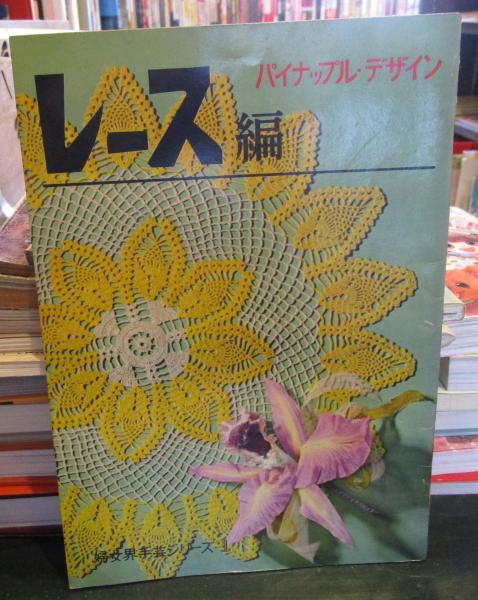 パイナップル・デザイン
レース編
婦女界手芸シリーズ 1